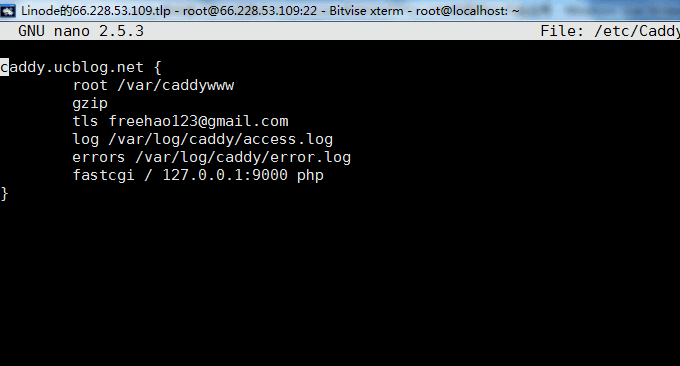 Linode的66.228.53.109.tlp - root@66.228.53.109:22 - Bitvise xterm - root@localhost: ~
GNU nano 2.5.3 File: /etc/Caddy
caddy.ucblog.net {
root /var/caddywww
gzip
tls freehao123@gmail.com
log /var/log/caddy/access.log
errors /var/log/caddy/error.log
fastcgi / 127.0.0.1:9000 php
}